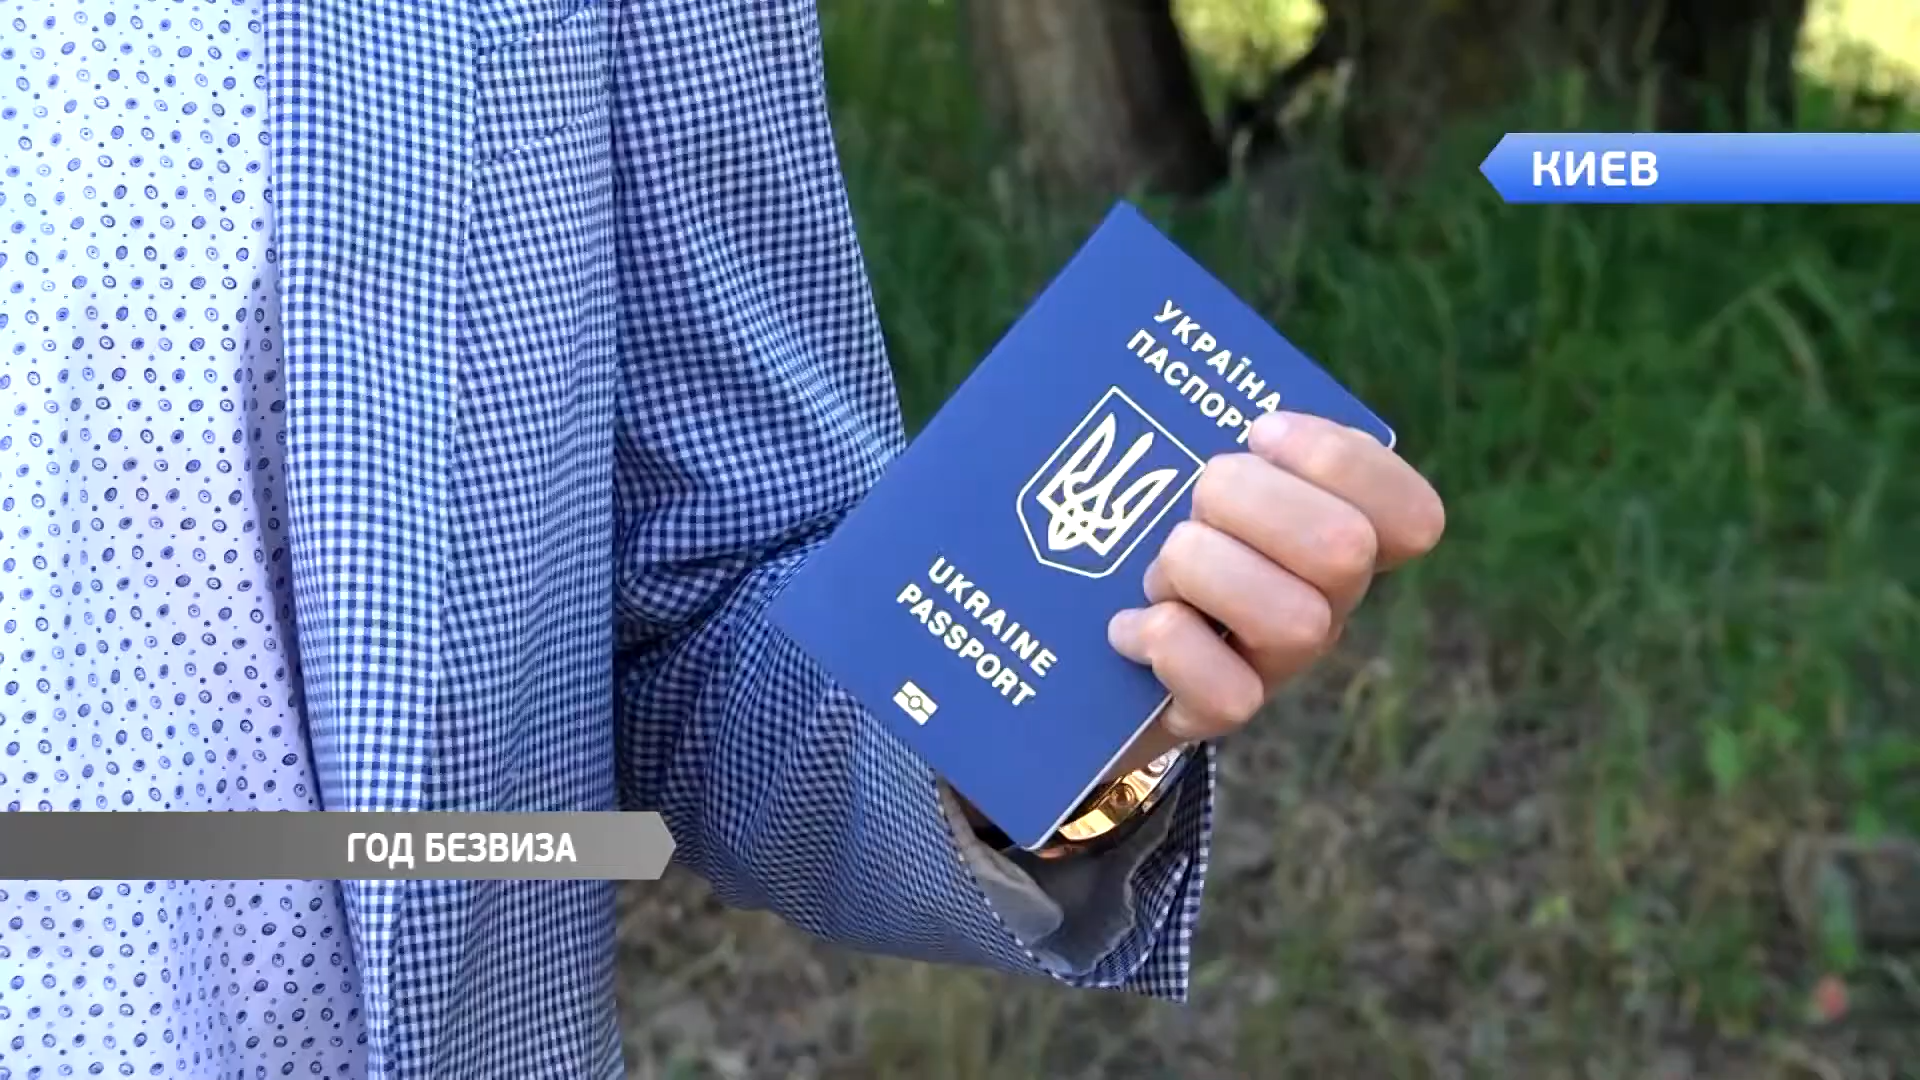 КИЕВ
УКРАЇНА
ПАСПОРТ
UKRAINE
PASSPORT
ГОД БЕЗВИЗА